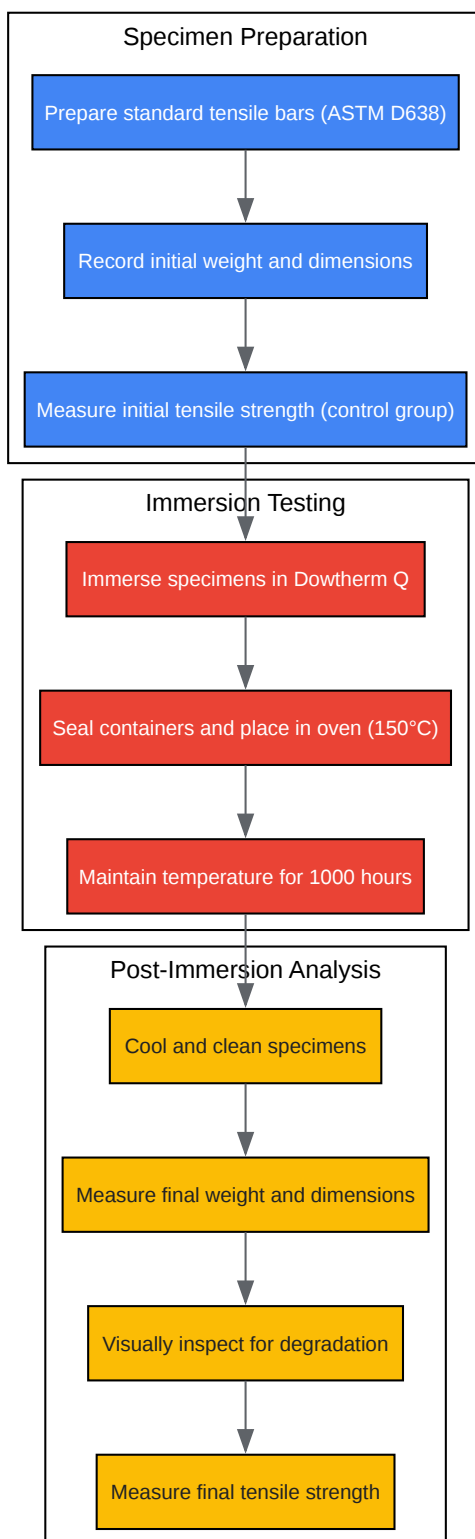 Specimen Preparation
Prepare standard tensile bars (ASTM D638)
Record initial weight and dimensions
Measure initial tensile strength (control group)
Immersion Testing
Immerse specimens in Dowtherm Q
Seal containers and place in oven (150°C)
Maintain temperature for 1000 hours
Post-Immersion Analysis
Cool and clean specimens
Measure final weight and dimensions
Visually inspect for degradation
Measure final tensile strength